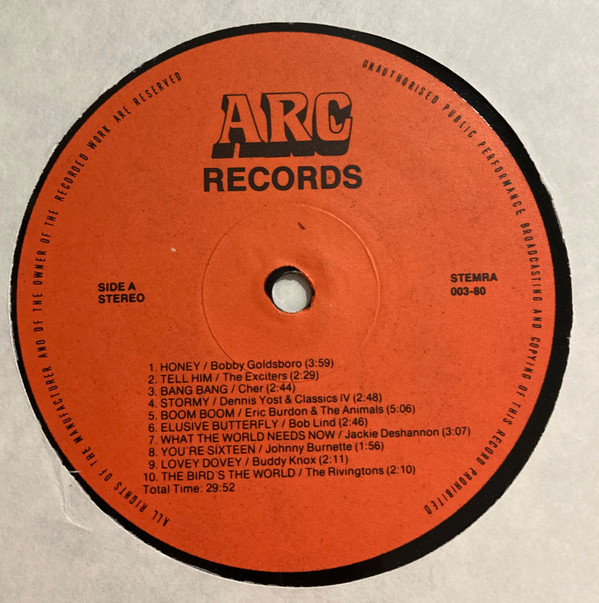 ALL RIGHTS OF THE MANUFACTURER AND OF THE OWNER OF THE RECORDED WORK ARE RESERVED
UNAUTHORISED PUBLIC PERFORMANCE BROADCASTING AND COPYING OF THIS RECORD PROHIBITED
ARC
RECORDS
SIDE A
STEREO
STEMRA
003-80
1. HONEY / Bobby Goldsboro (3:59)
2. TELL HIM / The Exciters (2:29)
3. BANG BANG / Cher (2:44)
4. STORMY / Dennis Yost & Classics IV (2:48)
5. BOOM BOOM / Eric Burdon & The Animals (5:06)
6. ELUSIVE BUTTERFLY / Bob Lind (2:46)
7. WHAT THE WORLD NEEDS NOW / Jackie Deshannon (3:07)
8. YOU'RE SIXTEEN / Johnny Burnette (1:56)
9. LOVEY DOVEY / Buddy Knox (2:11)
10. THE BIRD'S THE WORLD / The Rivingtons (2:10)
Total Time: 29:52